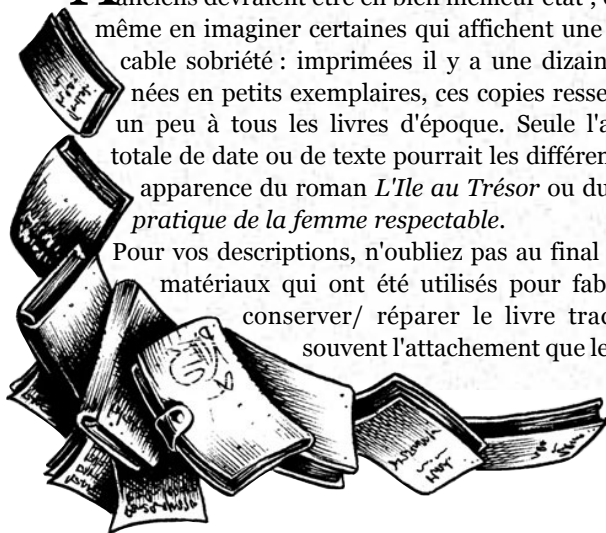 anciens devraient être en bien meilleur état ;
même en imaginer certaines qui affichent une
cable sobriété : imprimées il y a une dizain
nées en petits exemplaires, ces copies resse
un peu à tous les livres d'époque. Seule l'a
totale de date ou de texte pourrait les différen
apparence du roman L'Ile au Trésor ou du
pratique de la femme respectable.
Pour vos descriptions, n'oubliez pas au final
matériaux qui ont été utilisés pour fab
conserver/ réparer le livre trac
souvent l'attachement que le